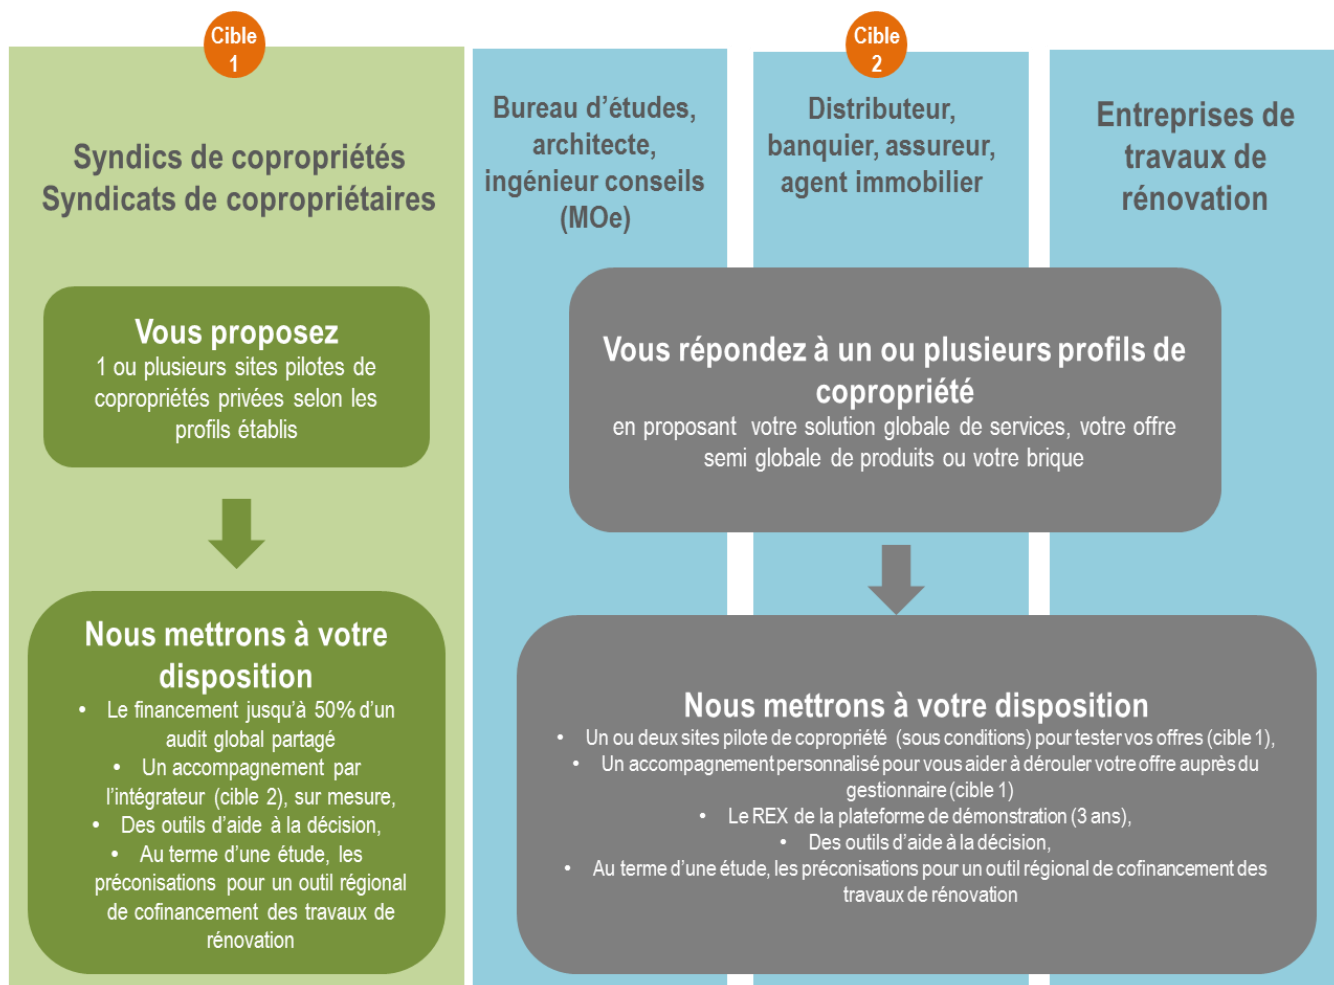 Cible
1
Syndics de copropriétés
Syndicats de copropriétaires
Vous proposez
1 ou plusieurs sites pilotes de
copropriétés privées selon les
profils établis
Nous mettrons à votre
disposition
• Le financement jusqu’à 50% d’un
audit global partagé
• Un accompagnement par
l’intégrateur (cible 2), sur mesure,
• Des outils d’aide à la décision,
• Au terme d’une étude, les
préconisations pour un outil régional
de cofinancement des travaux de
rénovation
Cible
2
Bureau d’études,
architecte,
ingénieur conseils
(MOe)
Distributeur,
banquier, assureur,
agent immobilier
Entreprises de
travaux de
rénovation
Vous répondez à un ou plusieurs profils de
copropriété
en proposant votre solution globale de services, votre offre
semi globale de produits ou votre brique
Nous mettrons à votre disposition
• Un ou deux sites pilote de copropriété (sous conditions) pour tester vos offres (cible 1),
• Un accompagnement personnalisé pour vous aider à dérouler votre offre auprès du
gestionnaire (cible 1)
• Le REX de la plateforme de démonstration (3 ans),
• Des outils d’aide à la décision,
• Au terme d’une étude, les préconisations pour un outil régional de cofinancement des
travaux de rénovation